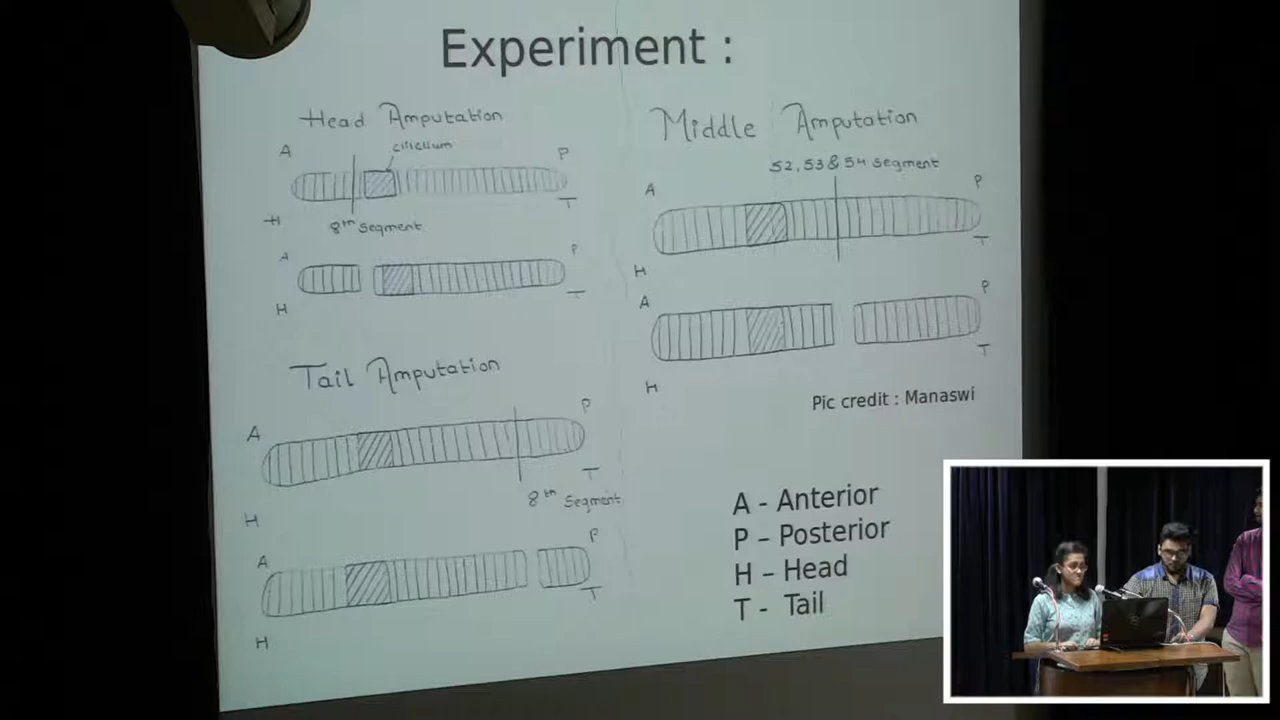 Experiment :
Head Amputation
A
clitellum
P
H
8th Segment
T
A
P
H
T
Tail Amputation
A
P
H
T
8th Segment
A
P
H
T
Middle Amputation
52, 53 & 54 segment
A
P
H
T
A
P
H
T
Pic credit : Manaswi
A - Anterior
P – Posterior
H – Head
T - Tail